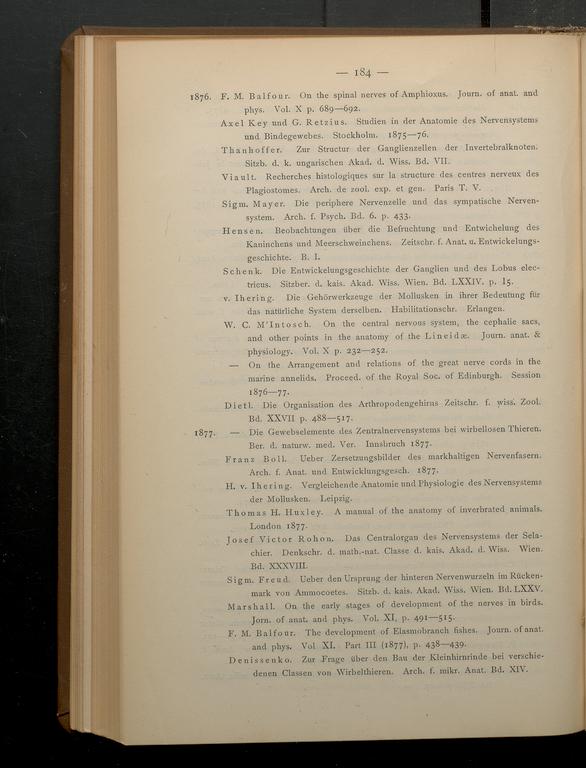 — 184 —
1876. F. M. Balfour. On the spinal nerves of Amphioxus. Journ. of anat. and
phys. Vol. X p. 689—692.
Axel Key und G. Retzius. Studien in der Anatomie des Nervensystems
und Bindegewebes. Stockholm. 1875—76.
Thanhoffer. Zur Structur der Ganglienzellen der Invertebralknoten.
Sitzb. d. k. ungarischen Akad. d. Wiss. Bd. VII.
Viault. Recherches histologiques sur la structure des centres nerveux des
Plagiostomes. Arch. de zool. exp. et gen. Paris T. V.
Sigm. Mayer. Die periphere Nervenzelle und das sympatische Nerven-
system. Arch. f. Psych. Bd. 6. p. 433.
Hensen. Beobachtungen über die Befruchtung und Entwichelung des
Kaninchens und Meerschweinchens. Zeitschr. f. Anat. u. Entwickelungs-
geschichte. B. I.
Schenk. Die Entwickelungsgeschichte der Ganglien und des Lobus elec-
tricus. Sitzber. d. kais. Akad. Wiss. Wien. Bd. LXXIV. p. 15.
v. Ihering. Die Gehörwerkzeuge der Mollusken in ihrer Bedeutung für
das natürliche System derselben. Habilitationschr. Erlangen.
W. C. M'Intosch. On the central nervous system, the cephalie sacs,
and other points in the anatomy of the Lineidæ. Journ. anat. &
physiology. Vol. X p. 232—252.
— On the Arrangement and relations of the great nerve cords in the
marine annelids. Proceed. of the Royal Soc. of Edinburgh. Session
1876—77.
Dietl. Die Organisation des Arthropodengehirns Zeitschr. f. wiss. Zool.
Bd. XXVII p. 488—517.
1877. — Die Gewebselemente des Zentralnervensystems bei wirbellosen Thieren.
Ber. d. naturw. med. Ver. Innsbruch 1877.
Franz Boll. Ueber Zersetzungsbilder des markhaltigen Nervenfasern.
Arch. f. Anat. und Entwicklungsgesch. 1877.
H. v. Ihering. Vergleichende Anatomie und Physiologie des Nervensystems
der Mollusken. Leipzig.
Thomas H. Huxley. A manual of the anatomy of inverbrated animals.
London 1877.
Josef Victor Rohon. Das Centralorgan des Nervensystems der Sela-
chier. Denkschr. d. math.-nat. Classe d. kais. Akad. d. Wiss. Wien.
Bd. XXXVIII.
Sigm. Freud. Ueber den Ursprung der hinteren Nervenwurzeln im Rücken-
mark von Ammocoetes. Sitzb. d. kais. Akad. Wiss. Wien. Bd. LXXV.
Marshall. On the early stages of development of the nerves in birds.
Jorn. of anat. and phys. Vol. XI, p. 491—515.
F. M. Balfour. The development of Elasmobranch fishes. Journ. of anat.
and phys. Vol XI. Part III (1877), p. 438—439.
Denissenko. Zur Frage über den Bau der Kleinhirnrinde bei verschie-
denen Classen von Wirbelthieren. Arch. f. mikr. Anat. Bd. XIV.